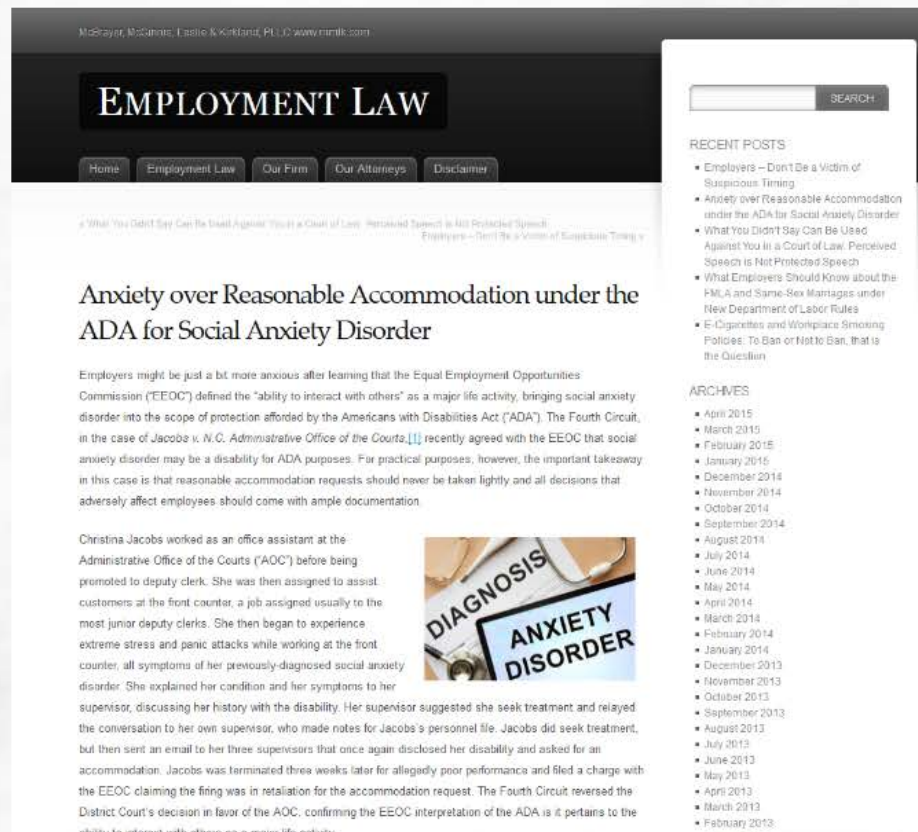 McBrayer, McGinnis, Leslie & Kirkland, PLLC www.mmlk.com
EMPLOYMENT LAW
Home
Employment Law
Our Firm
Our Attorneys
Disclaimer
« What You Didn't Say Can Be Used Against You in a Court of Law: Perceived Speech is Not Protected Speech
Employers – Don't Be a Victim of Suspicious Timing »
Anxiety over Reasonable Accommodation under the
ADA for Social Anxiety Disorder
Employers might be just a bit more anxious after learning that the Equal Employment Opportunities
Commission ("EEOC") defined the "ability to interact with others" as a major life activity, bringing social anxiety
disorder into the scope of protection afforded by the Americans with Disabilities Act ("ADA"). The Fourth Circuit,
in the case of Jacobs v. N.C. Administrative Office of the Courts,[1] recently agreed with the EEOC that social
anxiety disorder may be a disability for ADA purposes. For practical purposes, however, the important takeaway
in this case is that reasonable accommodation requests should never be taken lightly and all decisions that
adversely affect employees should come with ample documentation.
Christina Jacobs worked as an office assistant at the
Administrative Office of the Courts ("AOC") before being
promoted to deputy clerk. She was then assigned to assist
customers at the front counter, a job assigned usually to the
most junior deputy clerks. She then began to experience
extreme stress and panic attacks while working at the front
counter, all symptoms of her previously-diagnosed social anxiety
disorder. She explained her condition and her symptoms to her
supervisor, discussing her history with the disability. Her supervisor suggested she seek treatment and relayed
the conversation to her own supervisor, who made notes for Jacobs's personnel file. Jacobs did seek treatment,
but then sent an email to her three supervisors that once again disclosed her disability and asked for an
accommodation. Jacobs was terminated three weeks later for allegedly poor performance and filed a charge with
the EEOC claiming the firing was in retaliation for the accommodation request. The Fourth Circuit reversed the
District Court's decision in favor of the AOC, confirming the EEOC interpretation of the ADA is it pertains to the
ability to interact with others as a major life activity.
DIAGNOSIS
ANXIETY
DISORDER
SEARCH
RECENT POSTS
Employers – Don't Be a Victim of
Suspicious Timing
Anxiety over Reasonable Accommodation
under the ADA for Social Anxiety Disorder
What You Didn't Say Can Be Used
Against You in a Court of Law: Perceived
Speech is Not Protected Speech
What Employers Should Know about the
FMLA and Same-Sex Marriages under
New Department of Labor Rules
E-Cigarettes and Workplace Smoking
Policies: To Ban or Not to Ban, that is
the Question
ARCHIVES
April 2015
March 2015
February 2015
January 2015
December 2014
November 2014
October 2014
September 2014
August 2014
July 2014
June 2014
May 2014
April 2014
March 2014
February 2014
January 2014
December 2013
November 2013
October 2013
September 2013
August 2013
July 2013
June 2013
May 2013
April 2013
March 2013
February 2013